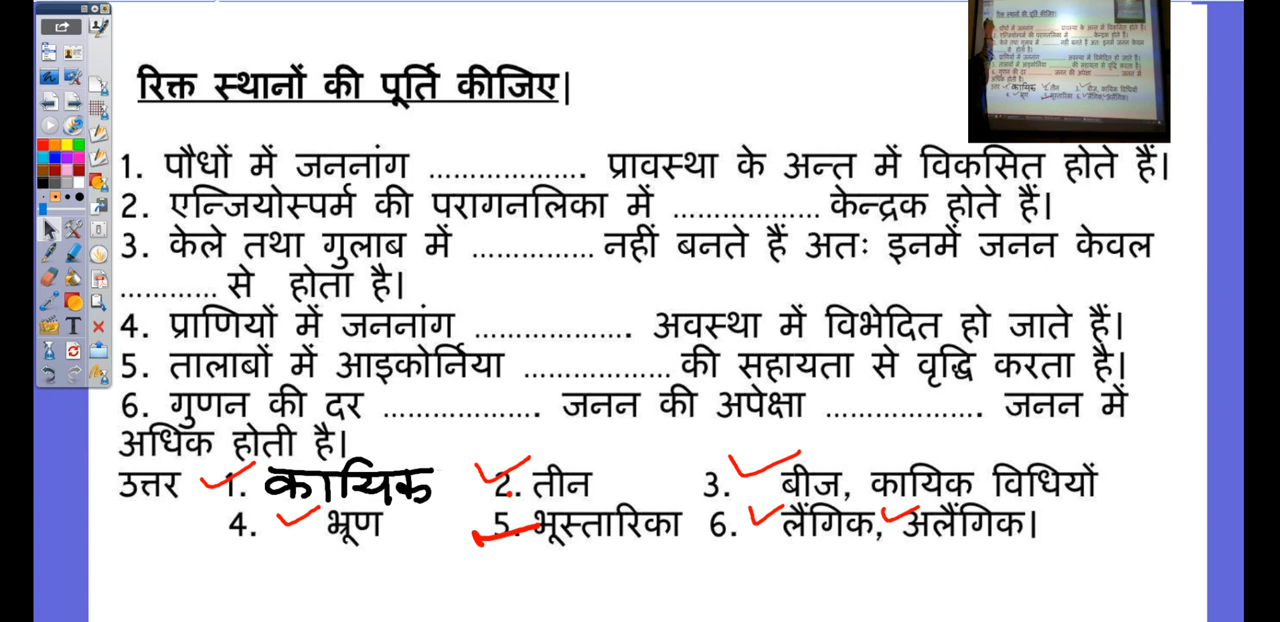 रिक्त स्थानों की पूर्ति कीजिए|
1. पौधों में जननांग ................... प्रावस्था के अन्त में विकसित होते हैं।
2. एन्जियोस्पर्म की परागनलिका में .................. केन्द्रक होते हैं।
3. केले तथा गुलाब में ............... नहीं बनते हैं अतः इनमें जनन केवल
............ से होता है।
4. प्राणियों में जननांग ................... अवस्था में विभेदित हो जाते हैं।
5. तालाबों में आइकोर्निया .................. की सहायता से वृद्धि करता है।
6. गुणन की दर ................... जनन की अपेक्षा ................... जनन में
अधिक होती है।
उत्तर 1. कायिक 2. तीन 3. बीज, कायिक विधियों
4. भ्रूण 5. भूस्तारिका 6. लैंगिक, अलैंगिक।